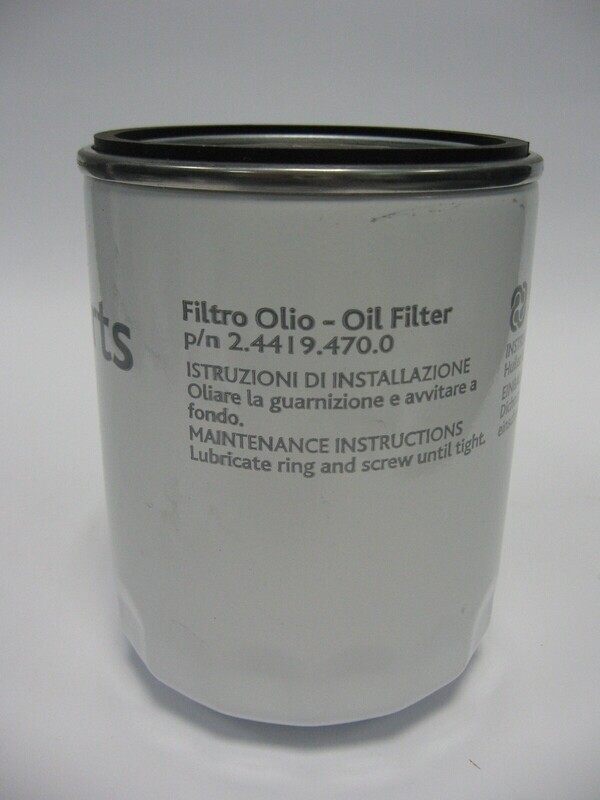 rts
Filtro Olio - Oil Filter
p/n 2.4419.470.0
ISTRUZIONI DI INSTALLAZIONE
Oliare la guarnizione e avvitare a
fondo.
MAINTENANCE INSTRUCTIONS
Lubricate ring and screw until tight.